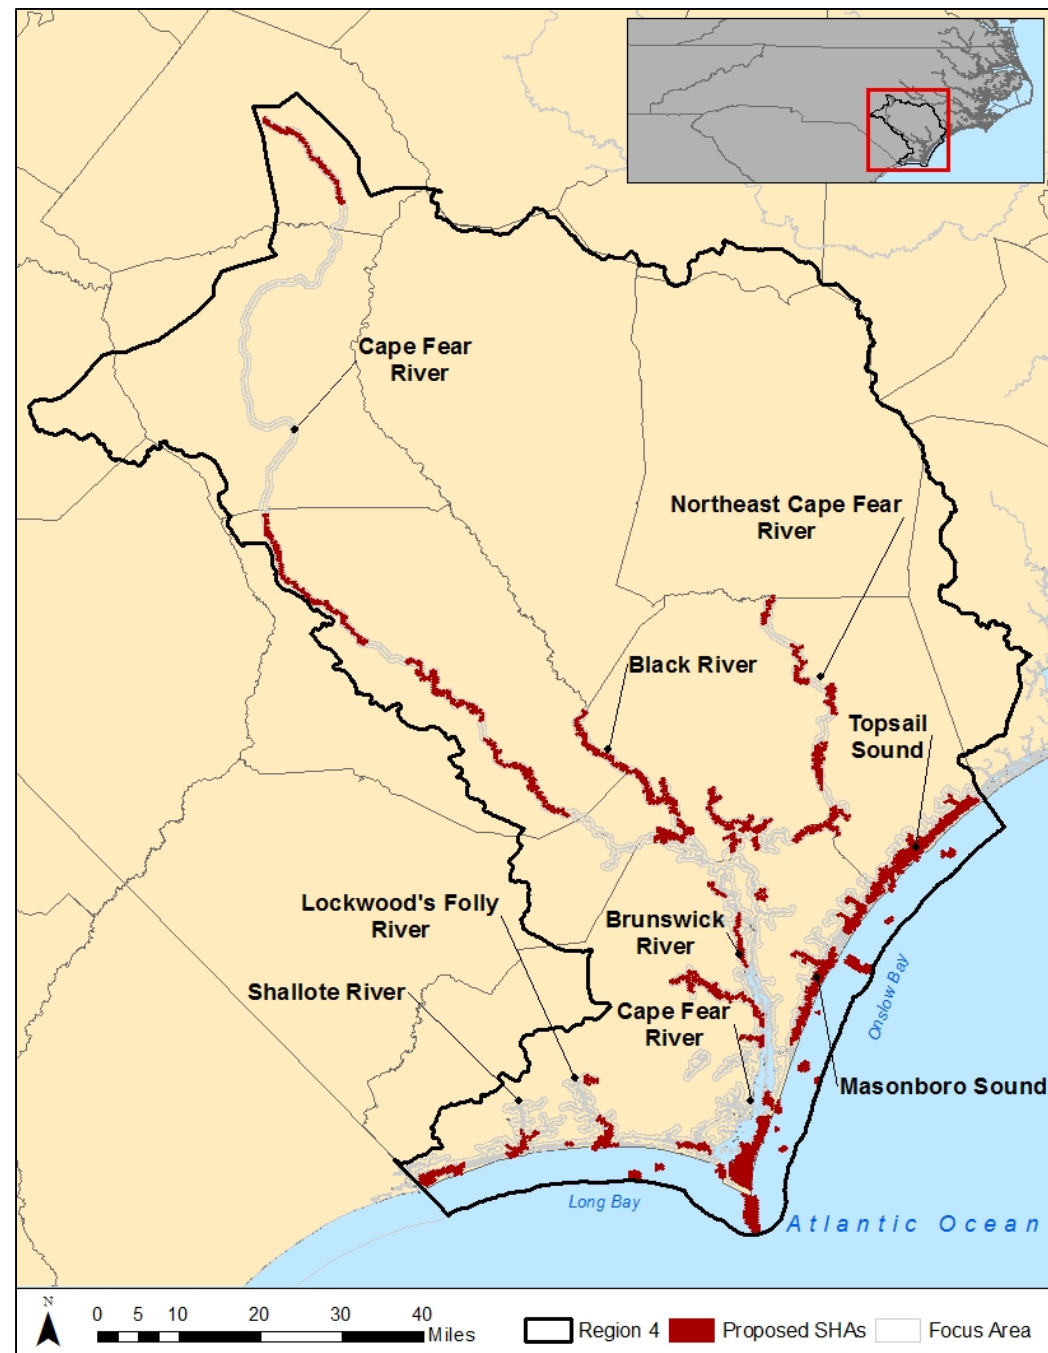 Cape Fear
River
Northeast Cape Fear
River
Black River
Topsail
Sound
Lockwood's Folly
River
Brunswick
River
Shallote River
Cape Fear
River
Onslow Bay
Masonboro Sound
Long Bay
Atlantic Ocean
N
0 5 10 20 30 40
Miles
Region 4
Proposed SHAs
Focus Area